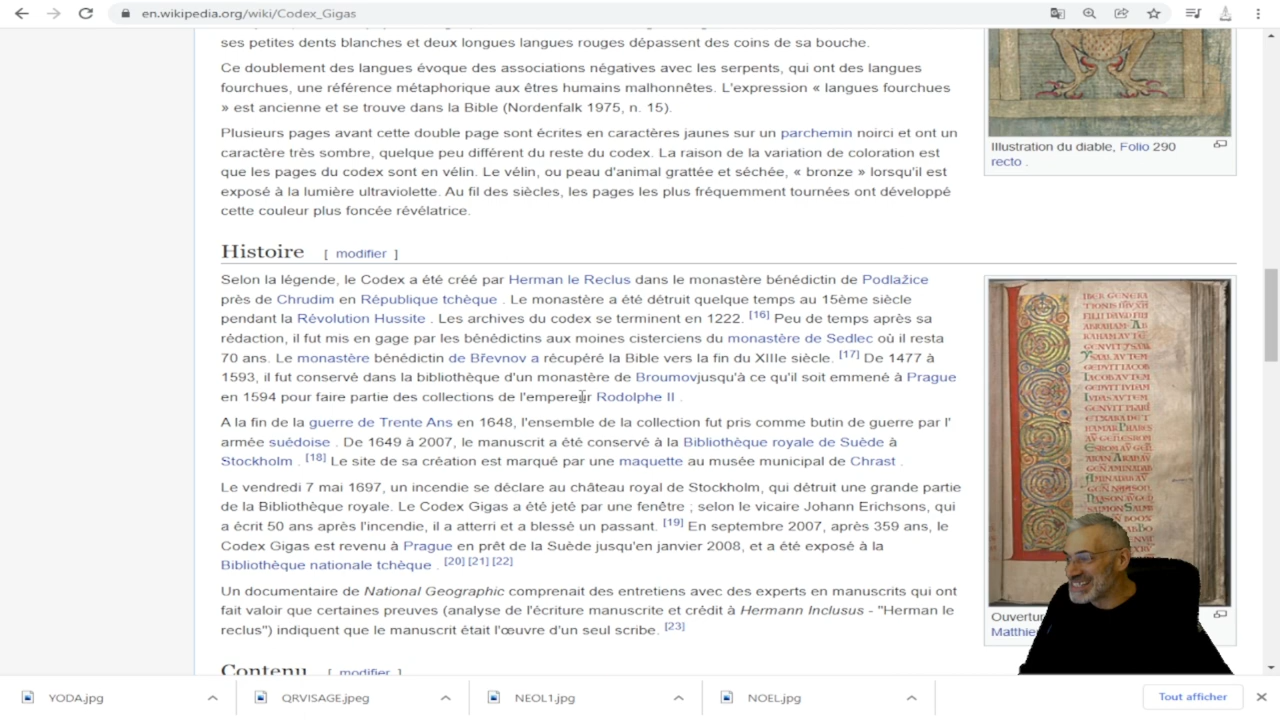 en.wikipedia.org/wiki/Codex_Gigas
ses petites dents blanches et deux longues langues rouges dépassent des coins de sa bouche.
Ce doublement des langues évoque des associations négatives avec les serpents, qui ont des langues
fourchues, une référence métaphorique aux êtres humains malhonnêtes. L'expression « langues fourchues
» est ancienne et se trouve dans la Bible (Nordenfalk 1975, n. 15).
Plusieurs pages avant cette double page sont écrites en caractères jaunes sur un parchemin noirci et ont un
caractère très sombre, quelque peu différent du reste du codex. La raison de la variation de coloration est
que les pages du codex sont en vélin. Le vélin, ou peau d'animal grattée et séchée, « bronze » lorsqu'il est
exposé à la lumière ultraviolette. Au fil des siècles, les pages les plus fréquemment tournées ont développé
cette couleur plus foncée révélatrice.
Illustration du diable, Folio 290
recto .
Histoire [ modifier ]
Selon la légende, le Codex a été créé par Herman le Reclus dans le monastère bénédictin de Podlažice
près de Chrudim en République tchèque . Le monastère a été détruit quelque temps au 15ème siècle
pendant la Révolution Hussite . Les archives du codex se terminent en 1222. [16] Peu de temps après sa
rédaction, il fut mis en gage par les bénédictins aux moines cisterciens du monastère de Sedlec où il resta
70 ans. Le monastère bénédictin de Břevnov a récupéré la Bible vers la fin du XIIIe siècle. [17] De 1477 à
1593, il fut conservé dans la bibliothèque d'un monastère de Broumovjusqu'à ce qu'il soit emmené à Prague
en 1594 pour faire partie des collections de l'empereur Rodolphe II .
A la fin de la guerre de Trente Ans en 1648, l'ensemble de la collection fut pris comme butin de guerre par l'
armée suédoise . De 1649 à 2007, le manuscrit a été conservé à la Bibliothèque royale de Suède à
Stockholm . [18] Le site de sa création est marqué par une maquette au musée municipal de Chrast .
Le vendredi 7 mai 1697, un incendie se déclare au château royal de Stockholm, qui détruit une grande partie
de la Bibliothèque royale. Le Codex Gigas a été jeté par une fenêtre ; selon le vicaire Johann Erichsons, qui
a écrit 50 ans après l'incendie, il a atterri et a blessé un passant. [19] En septembre 2007, après 359 ans, le
Codex Gigas est revenu à Prague en prêt de la Suède jusqu'en janvier 2008, et a été exposé à la
Bibliothèque nationale tchèque . [20] [21] [22]
Un documentaire de National Geographic comprenait des entretiens avec des experts en manuscrits qui ont
fait valoir que certaines preuves (analyse de l'écriture manuscrite et crédit à Hermann Inclusus - "Herman le
reclus") indiquent que le manuscrit était l'œuvre d'un seul scribe. [23]
Contenu [ modifier ]
YODA.jpg
QRVISAGE.jpeg
NEOL1.jpg
NOEL.jpg
Tout afficher